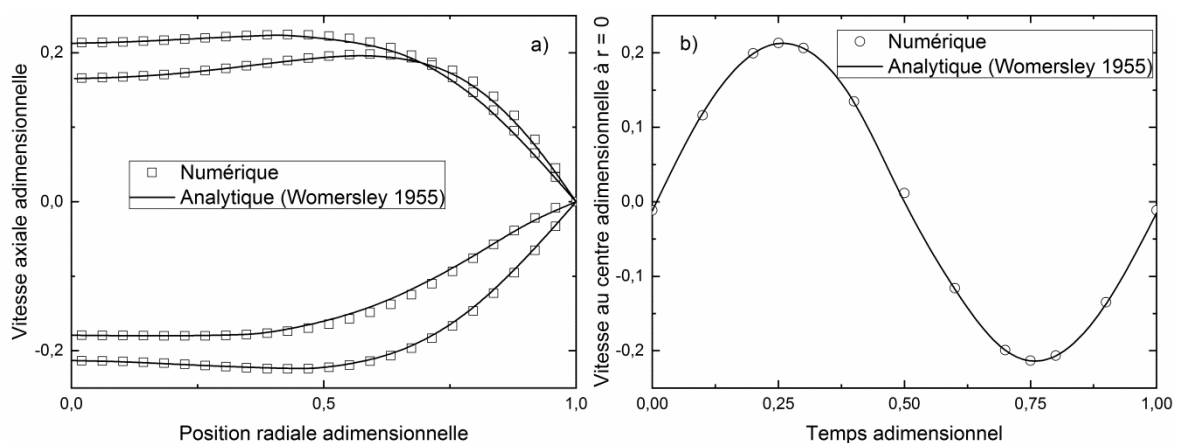 Vitesse axiale adimensionnelle
0,2
0,0
-0,2
a)
Numérique
Analytique (Womersley 1955)
0,0
0,5
1,0
Position radiale adimensionnelle
Vitesse au centre adimensionnelle à r = 0
0,2
0,1
0,0
-0,1
-0,2
b)
Numérique
Analytique (Womersley 1955)
0,00
0,25
0,50
0,75
1,00
Temps adimensionnel